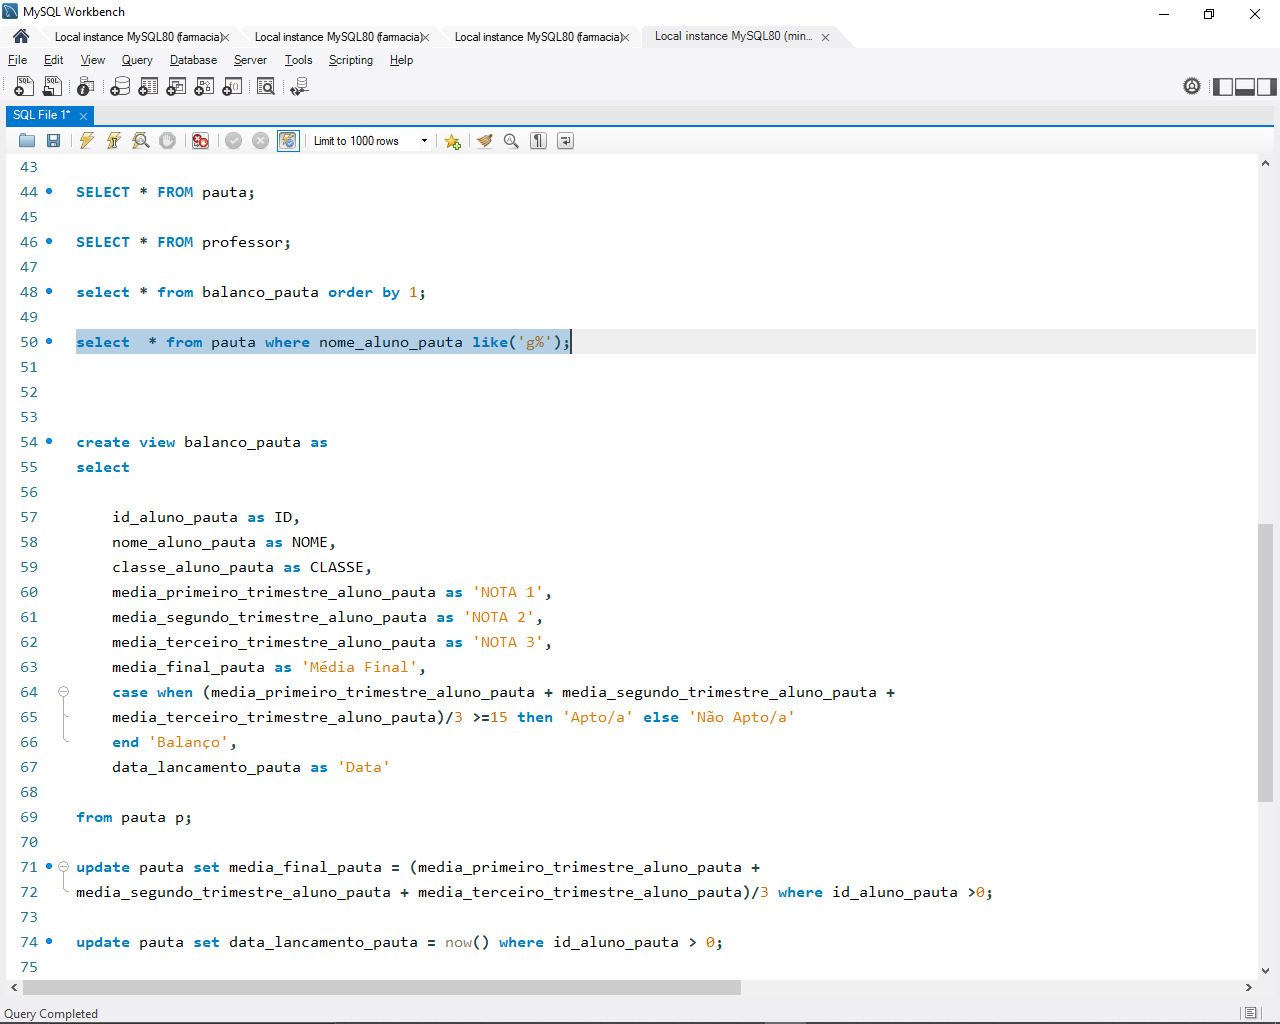 MySQL Workbench
Local instance MySQL80 (farmacia) Local instance MySQL80 (farmacia) Local instance MySQL80 (farmacia) Local instance MySQL80 (min...
File Edit View Query Database Server Tools Scripting Help
SQL File 1*
Limit to 1000 rows
43
44 SELECT * FROM pauta;
45
46 SELECT * FROM professor;
47
48 select * from balanco_pauta order by 1;
49
50 select  * from pauta where nome_aluno_pauta like('g%');
51
52
53
54 create view balanco_pauta as
55 select
56
57 id_aluno_pauta as ID,
58 nome_aluno_pauta as NOME,
59 classe_aluno_pauta as CLASSE,
60 media_primeiro_trimestre_aluno_pauta as 'NOTA 1',
61 media_segundo_trimestre_aluno_pauta as 'NOTA 2',
62 media_terceiro_trimestre_aluno_pauta as 'NOTA 3',
63 media_final_pauta as 'Média Final',
64 case when (media_primeiro_trimestre_aluno_pauta + media_segundo_trimestre_aluno_pauta +
65 media_terceiro_trimestre_aluno_pauta)/3 >=15 then 'Apto/a' else 'Não Apto/a'
66 end 'Balanço',
67 data_lancamento_pauta as 'Data'
68
69 from pauta p;
70
71 update pauta set media_final_pauta = (media_primeiro_trimestre_aluno_pauta +
72 media_segundo_trimestre_aluno_pauta + media_terceiro_trimestre_aluno_pauta)/3 where id_aluno_pauta >0;
73
74 update pauta set data_lancamento_pauta = now() where id_aluno_pauta > 0;
75
Query Completed